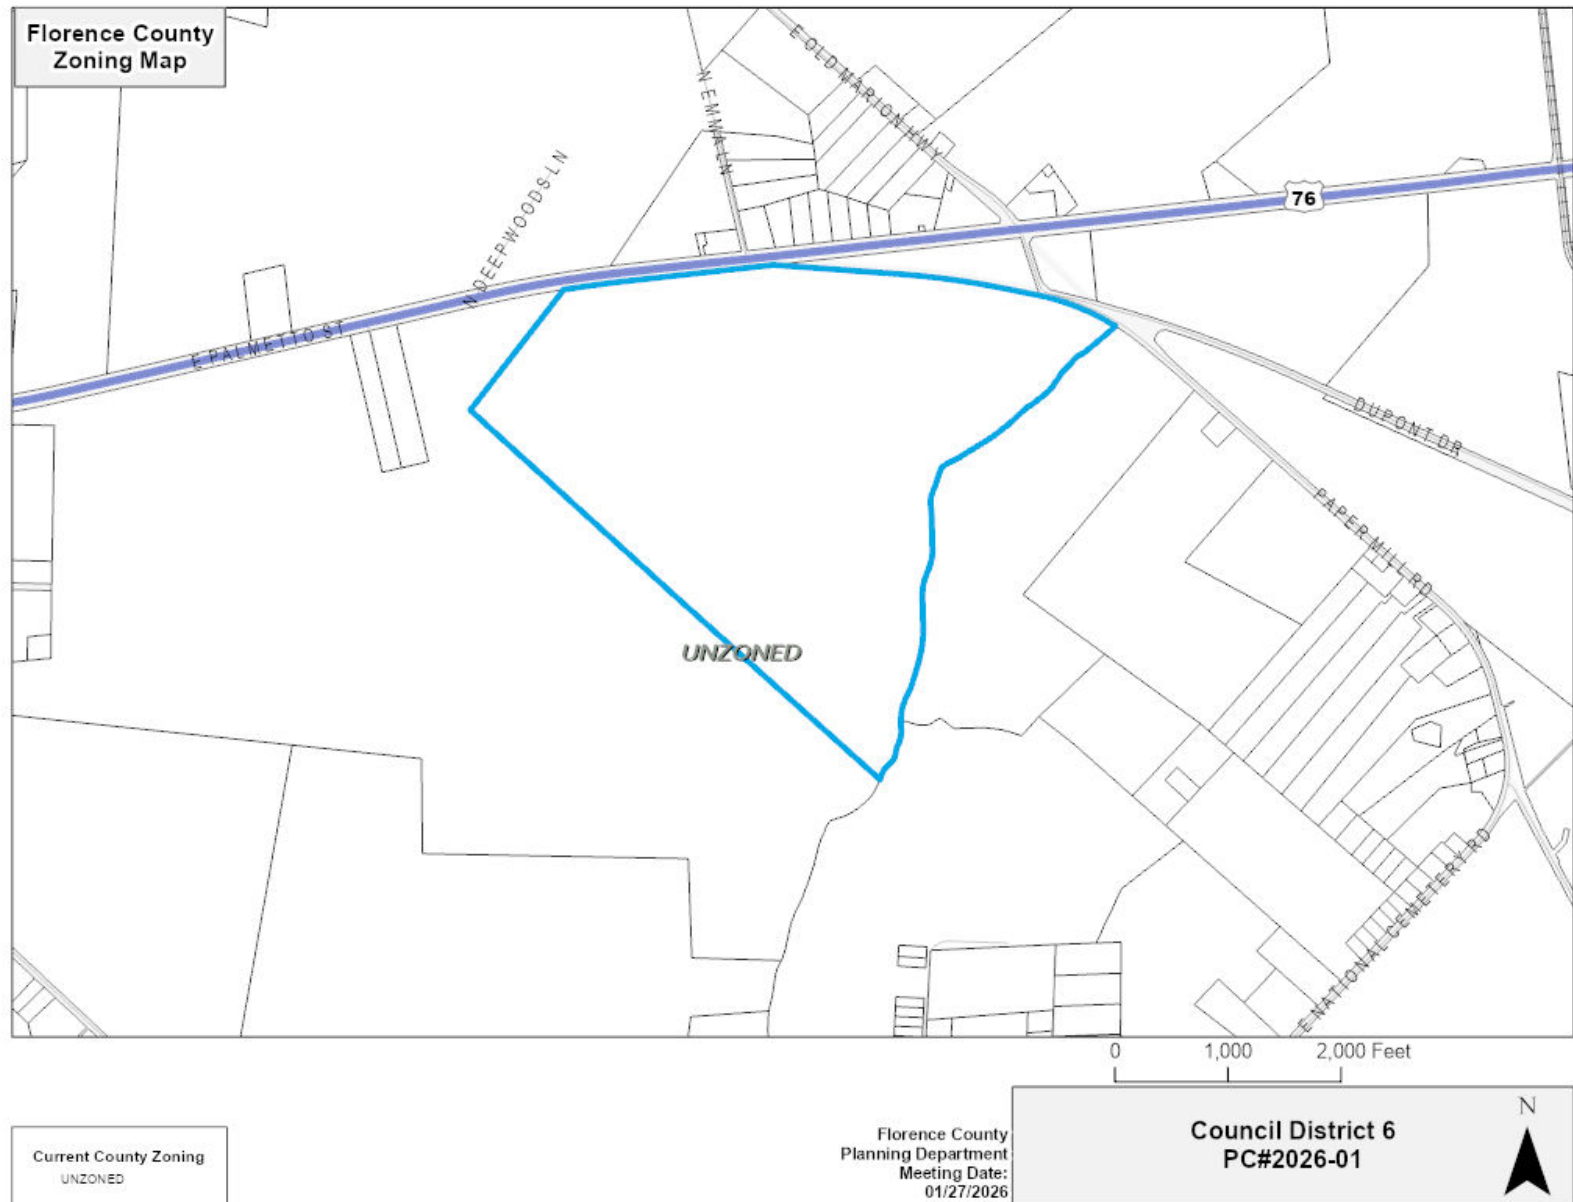 Florence County
Zoning Map
E OLD MARION HWY
N EMMA LN
N DEEPWOODS LN
76
E PALMETTO ST
DUPONT DR
PAPER MILL RD
UNZONED
E NATIONAL CEMETERY RD
0 1,000 2,000 Feet
Current County Zoning
UNZONED
Florence County
Planning Department
Meeting Date:
01/27/2026
Council District 6
PC#2026-01
N